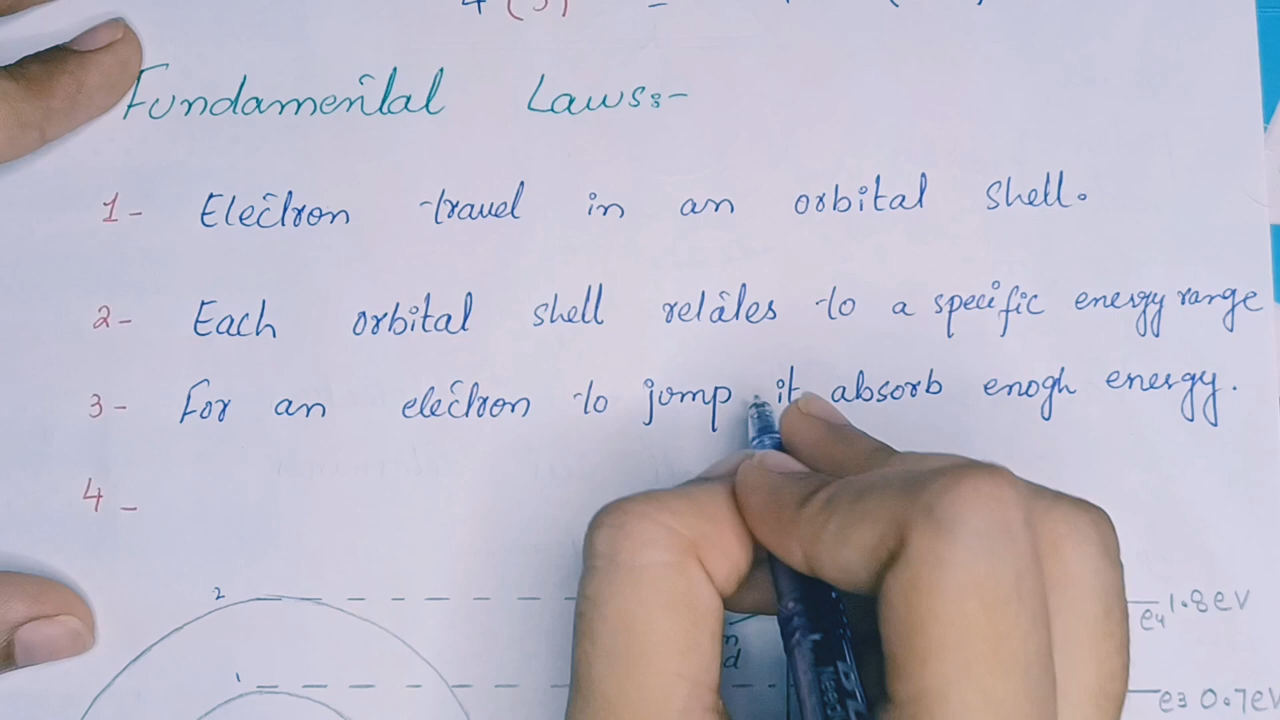 Fundamental Laws:-
1- Electron travel in an orbital shell.
2- Each orbital shell relates to a specific energy range
3- For an electron to jump it absorb enogh energy.
4-
2
e4 1.8eV
1
e3 0.7eV